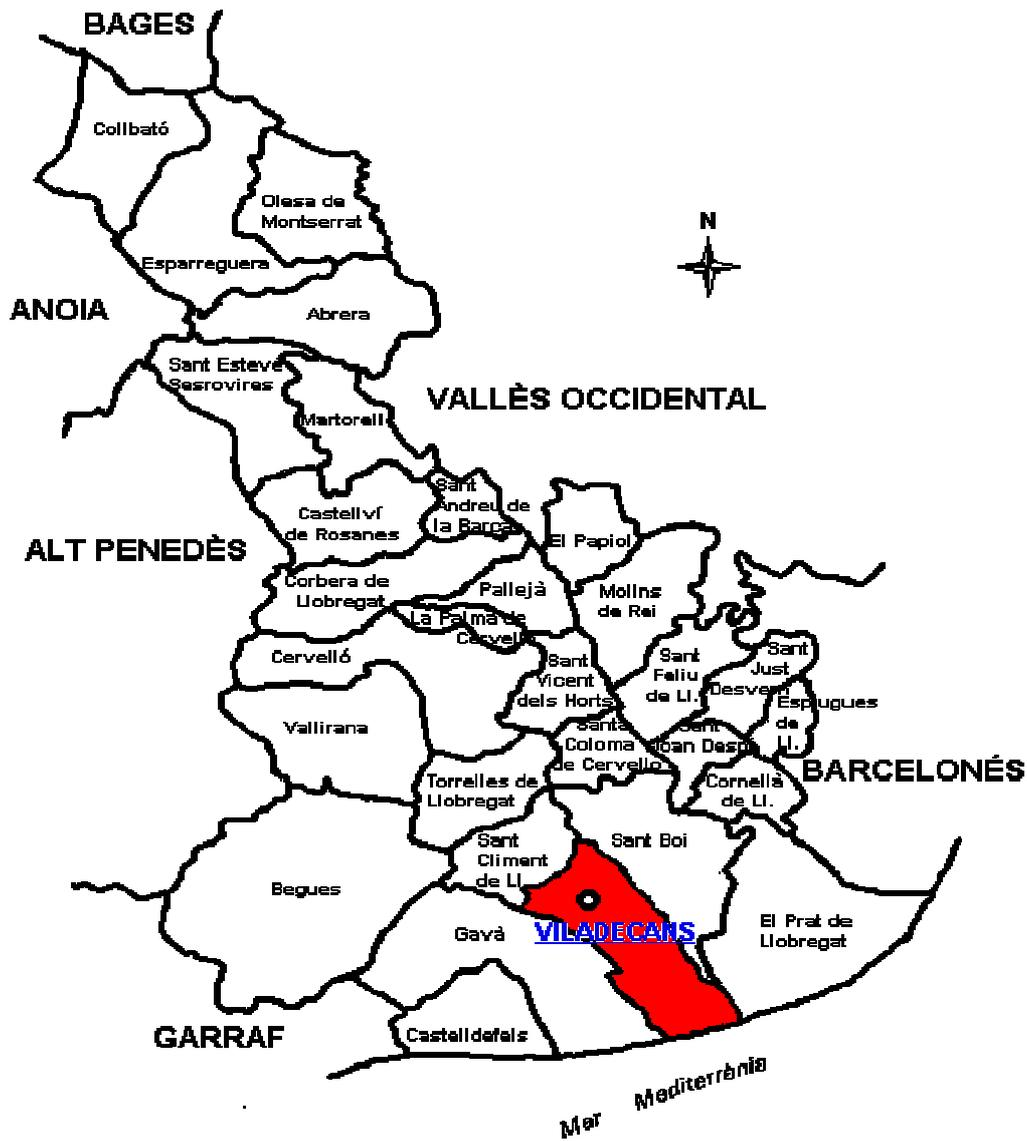 BAGES
Collbató
Olesa de
Montserrat
N
Esparreguera
ANOIA
Abrera
Sant Esteve
Sesrovires
VALLÈS OCCIDENTAL
Martorell
Sant
Andreu de
la Barca
Castellví
de Rosanes
El Papiol
ALT PENEDÈS
Corbera de
Llobregat
Pallejà
Molins
de Rei
La Palma de
Cervelló
Cervelló
Sant
Vicent
dels Horts
Sant
Feliu
de Ll.
Sant
Just
Desvern
Esplugues
de
Ll.
Vallirana
Santa
Coloma
de Cervelló
Sant
Joan Despí
BARCELONÉS
Torrelles de
Llobregat
Cornellà
de Ll.
Sant
Climent
de Ll.
Sant Boi
Begues
Gavà
VILADECANS
El Prat de
Llobregat
GARRAF
Castelldefels
Mar Mediterrània